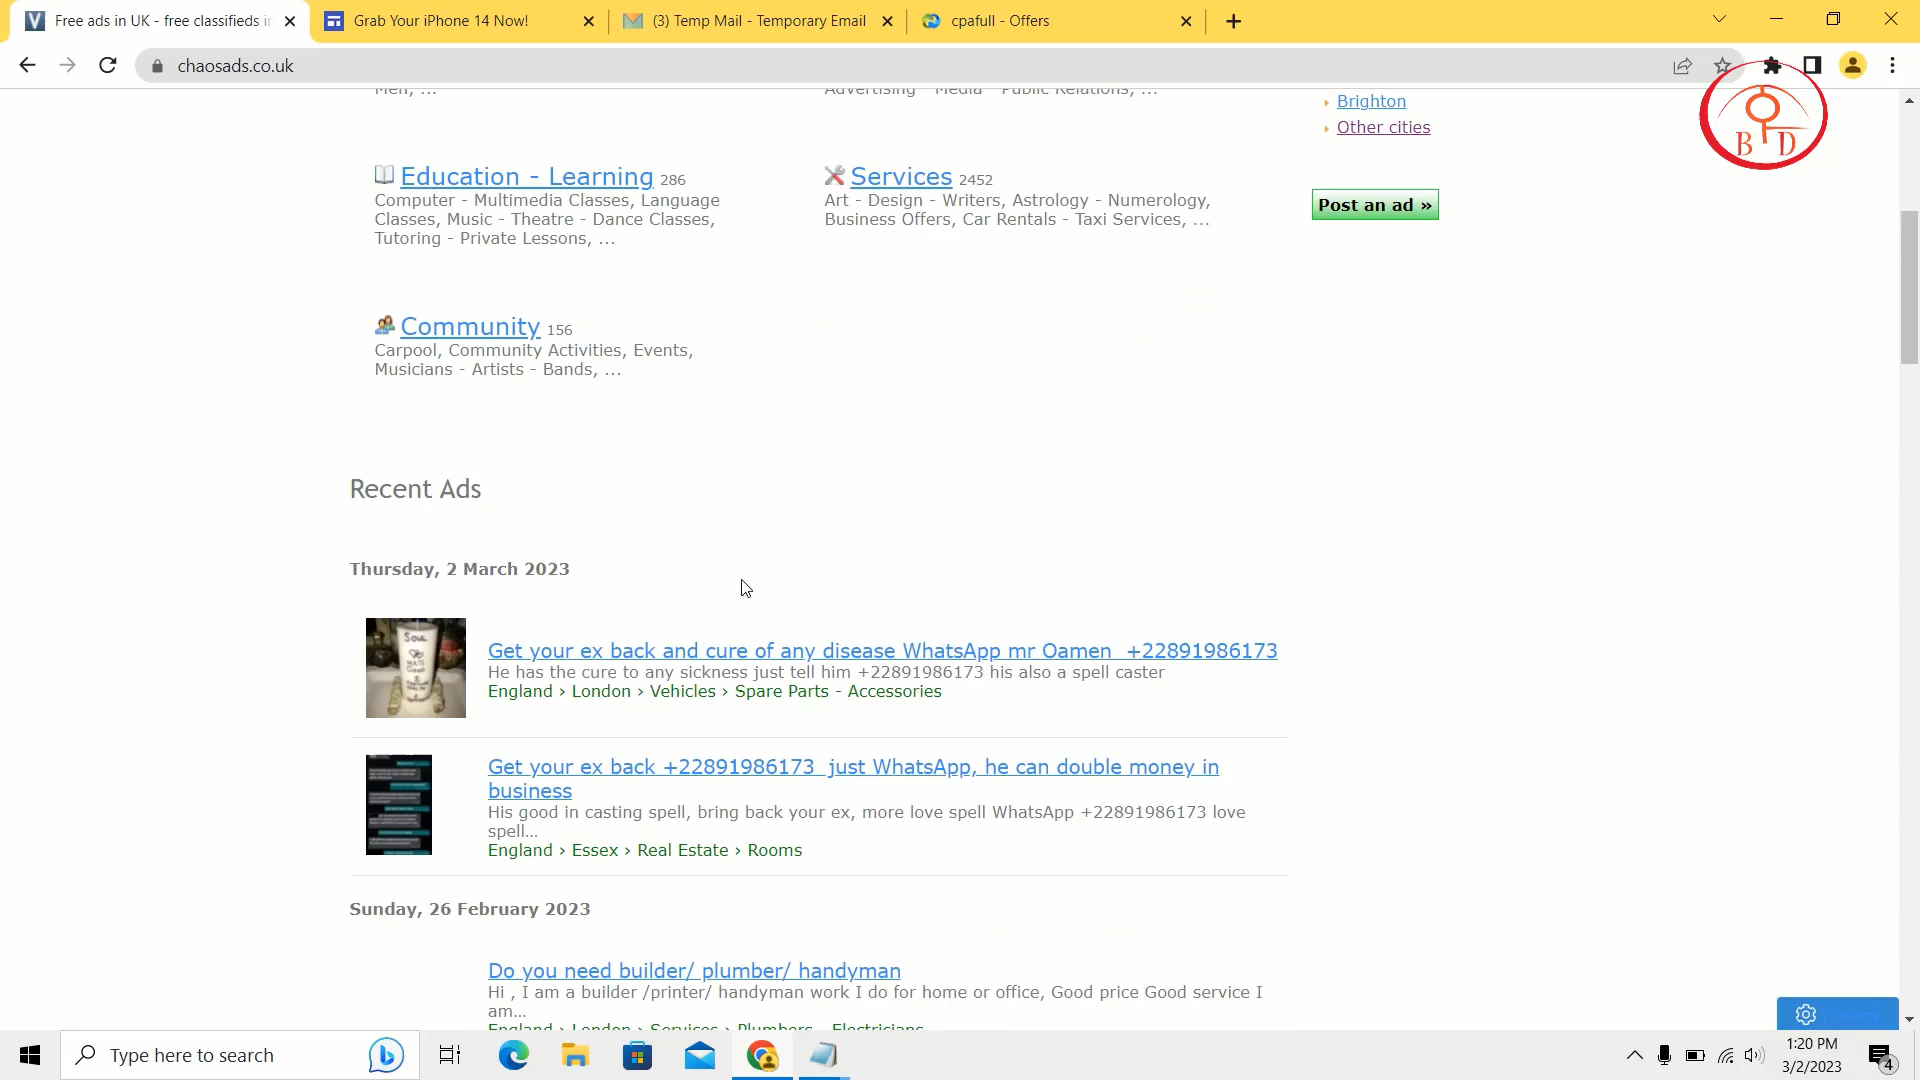 Free ads in UK - free classifieds in
Grab Your iPhone 14 Now!
(3) Temp Mail - Temporary Email
cpafull - Offers
chaosads.co.uk
B D
Men, ...
Advertising - Media - Public Relations, ...
Brighton
Other cities
Post an ad »
Education - Learning 286
Computer - Multimedia Classes, Language
Classes, Music - Theatre - Dance Classes,
Tutoring - Private Lessons, ...
Services 2452
Art - Design - Writers, Astrology - Numerology,
Business Offers, Car Rentals - Taxi Services, ...
Community 156
Carpool, Community Activities, Events,
Musicians - Artists - Bands, ...
Recent Ads
Thursday, 2 March 2023
Get your ex back and cure of any disease WhatsApp mr Oamen +22891986173
He has the cure to any sickness just tell him +22891986173 his also a spell caster
England › London › Vehicles › Spare Parts - Accessories
Get your ex back +22891986173 just WhatsApp, he can double money in
business
His good in casting spell, bring back your ex, more love spell WhatsApp +22891986173 love
spell...
England › Essex › Real Estate › Rooms
Sunday, 26 February 2023
Do you need builder/ plumber/ handyman
Hi , I am a builder /printer/ handyman work I do for home or office, Good price Good service I
am...
England › London › Services › Plumbers - Electricians
Type here to search
1:20 PM
3/2/2023
4